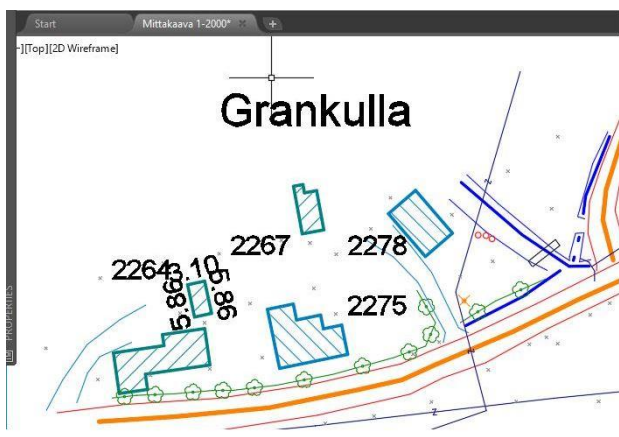 Start
Mittakaava 1-2000*
-][Top][2D Wireframe]
Grankulla
2267
2278
2264
3.10
5.86
5.86
2275
PROPERTIES